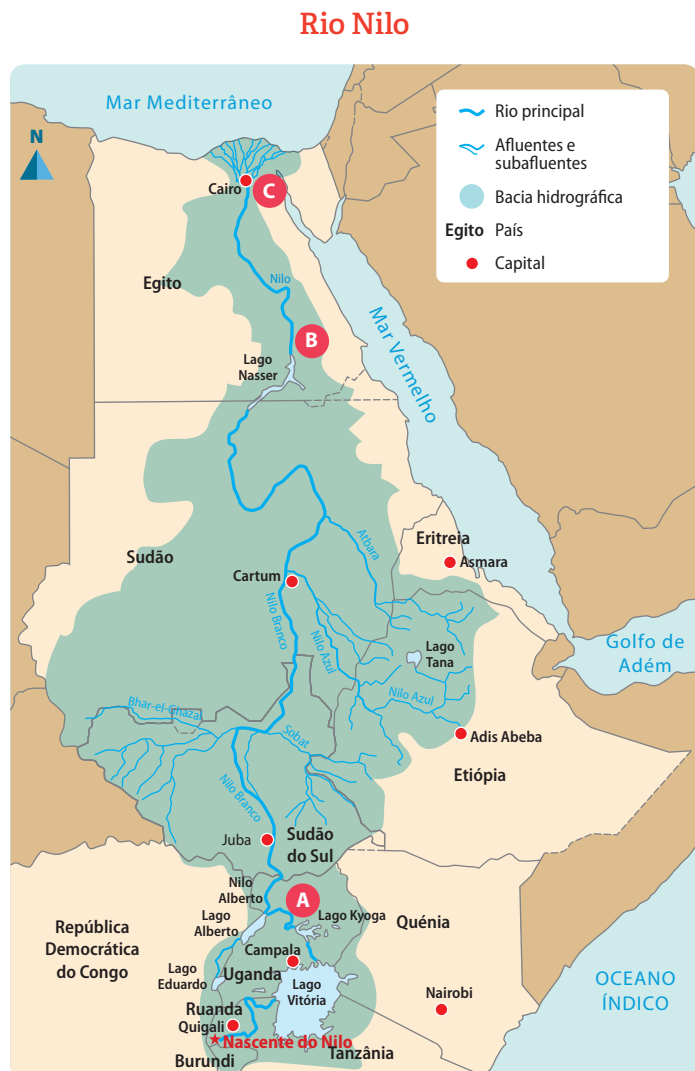 Rio Nilo
Mar Mediterrâneo
N
Rio principal
Afluentes e
subafluentes
Bacia hidrográfica
Egito País
Capital
Cairo
C
Egito
Nilo
B
Lago
Nasser
Mar Vermelho
Sudão
Atbara
Eritreia
Asmara
Cartum
Nilo Branco
Nilo Azul
Lago
Tana
Golfo de
Adém
Bhar-el-Ghazal
Nilo Azul
Sobat
Adis Abeba
Etiópia
Nilo Branco
Juba
Sudão
do Sul
Nilo
Alberto
A
Lago
Alberto
Lago Kyoga
Quénia
República
Democrática
do Congo
Campala
Lago
Eduardo
Uganda
Lago
Vitória
Nairobi
OCEANO
ÍNDICO
Ruanda
Quigali
Nascente do Nilo
Burundi
Tanzânia